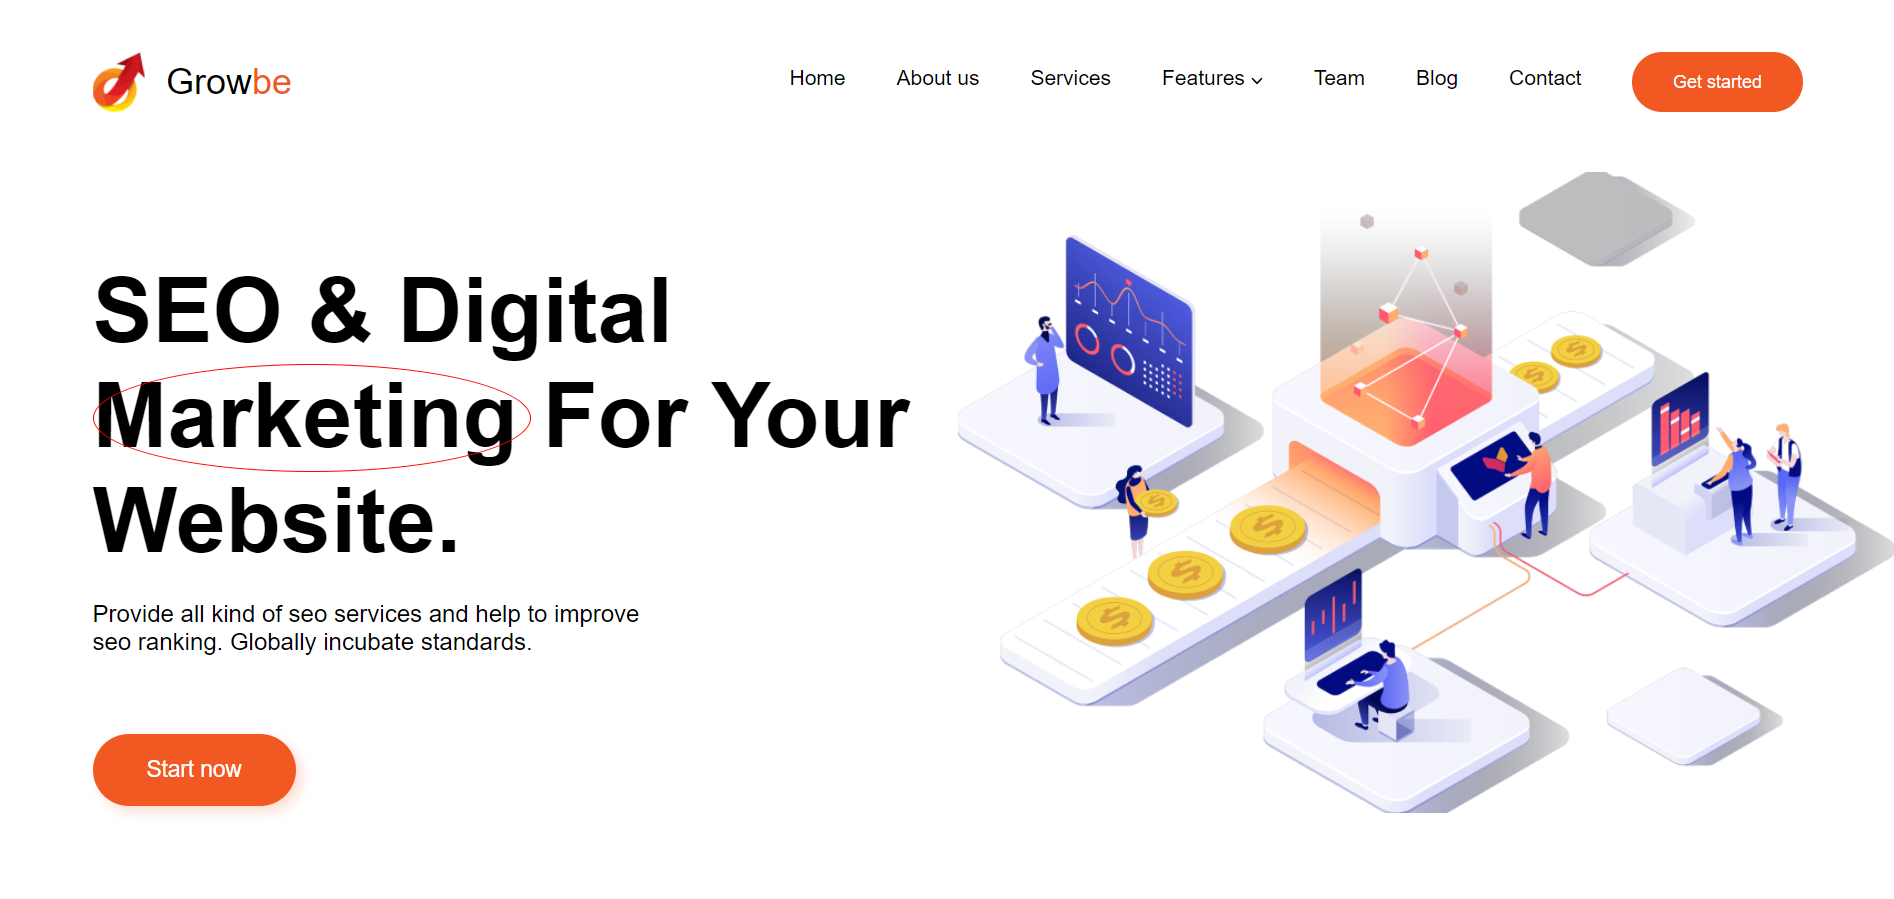 Growbe
Home About us Services Features Team Blog Contact Get started
SEO & Digital
Marketing For Your
Website.
Provide all kind of seo services and help to improve
seo ranking. Globally incubate standards.
Start now